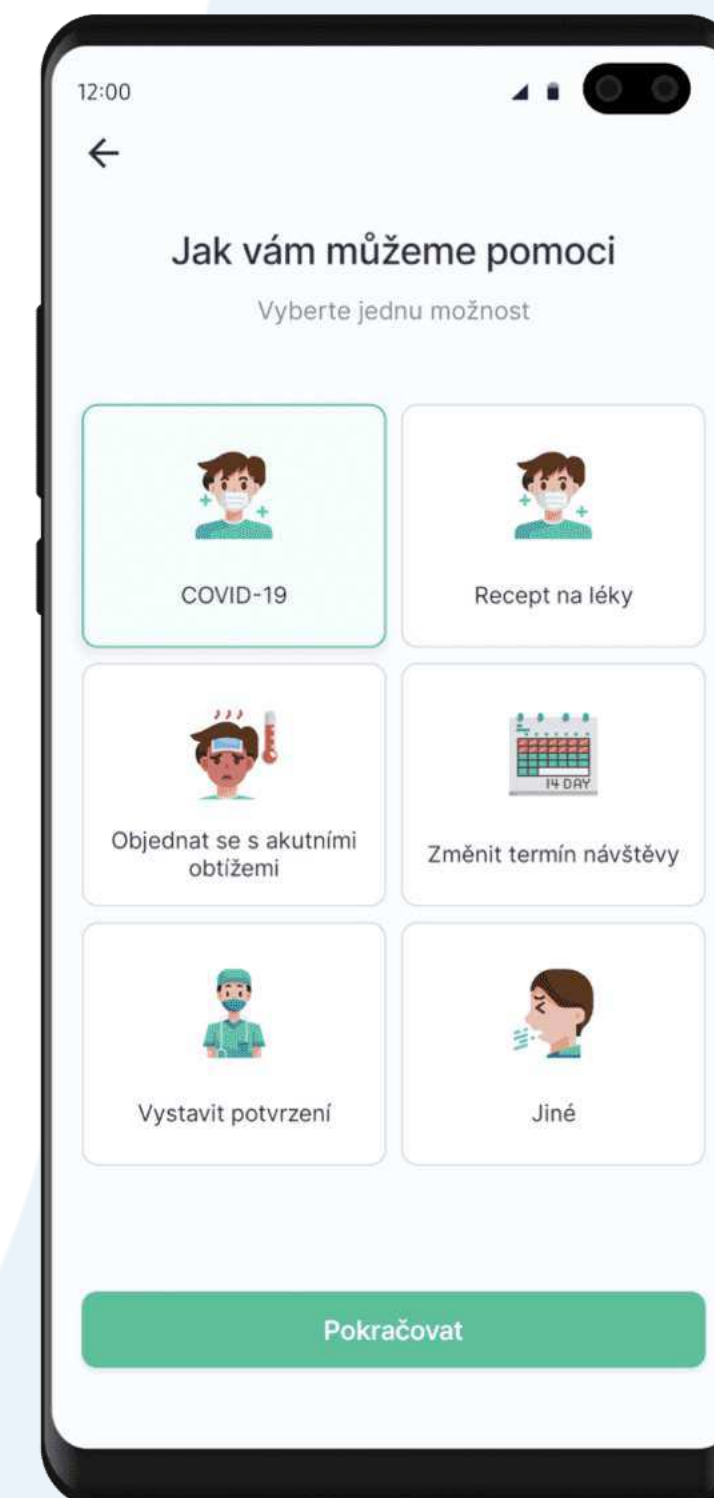 12:00
Jak vám můžeme pomoci
Vyberte jednu možnost
COVID-19
Recept na léky
Objednat se s akutními
obtížemi
14 DAY
Změnit termín návštěvy
Vystavit potvrzení
Jiné
Pokračovat